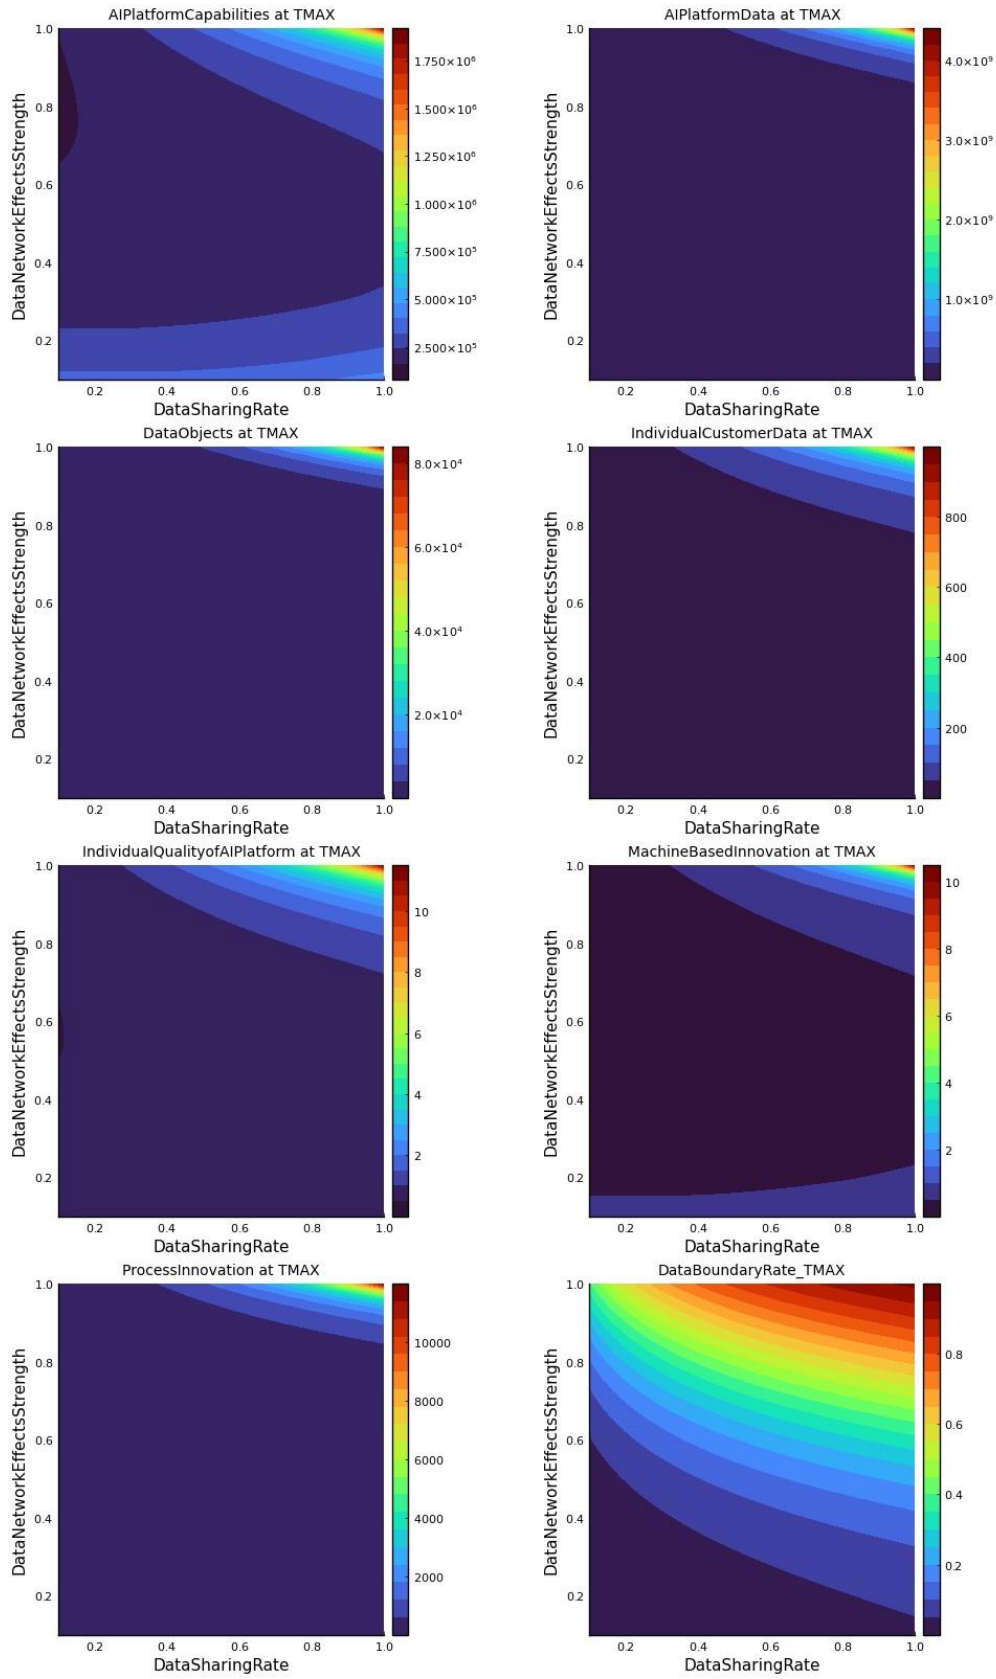 AIPlatformCapabilities at TMAX
DataNetworkEffectsStrength
1.0
0.8
0.6
0.4
0.2
0.2 0.4 0.6 0.8 1.0
DataSharingRate
1.750×10⁶
1.500×10⁶
1.250×10⁶
1.000×10⁶
7.500×10⁵
5.000×10⁵
2.500×10⁵
AIPlatformData at TMAX
DataNetworkEffectsStrength
1.0
0.8
0.6
0.4
0.2
0.2 0.4 0.6 0.8 1.0
DataSharingRate
4.0×10⁹
3.0×10⁹
2.0×10⁹
1.0×10⁹
DataObjects at TMAX
DataNetworkEffectsStrength
1.0
0.8
0.6
0.4
0.2
0.2 0.4 0.6 0.8 1.0
DataSharingRate
8.0×10⁴
6.0×10⁴
4.0×10⁴
2.0×10⁴
IndividualCustomerData at TMAX
DataNetworkEffectsStrength
1.0
0.8
0.6
0.4
0.2
0.2 0.4 0.6 0.8 1.0
DataSharingRate
800
600
400
200
IndividualQualityofAIPlatform at TMAX
DataNetworkEffectsStrength
1.0
0.8
0.6
0.4
0.2
0.2 0.4 0.6 0.8 1.0
DataSharingRate
10
8
6
4
2
MachineBasedInnovation at TMAX
DataNetworkEffectsStrength
1.0
0.8
0.6
0.4
0.2
0.2 0.4 0.6 0.8 1.0
DataSharingRate
10
8
6
4
2
ProcessInnovation at TMAX
DataNetworkEffectsStrength
1.0
0.8
0.6
0.4
0.2
0.2 0.4 0.6 0.8 1.0
DataSharingRate
10000
8000
6000
4000
2000
DataBoundaryRate_TMAX
DataNetworkEffectsStrength
1.0
0.8
0.6
0.4
0.2
0.2 0.4 0.6 0.8 1.0
DataSharingRate
0.8
0.6
0.4
0.2